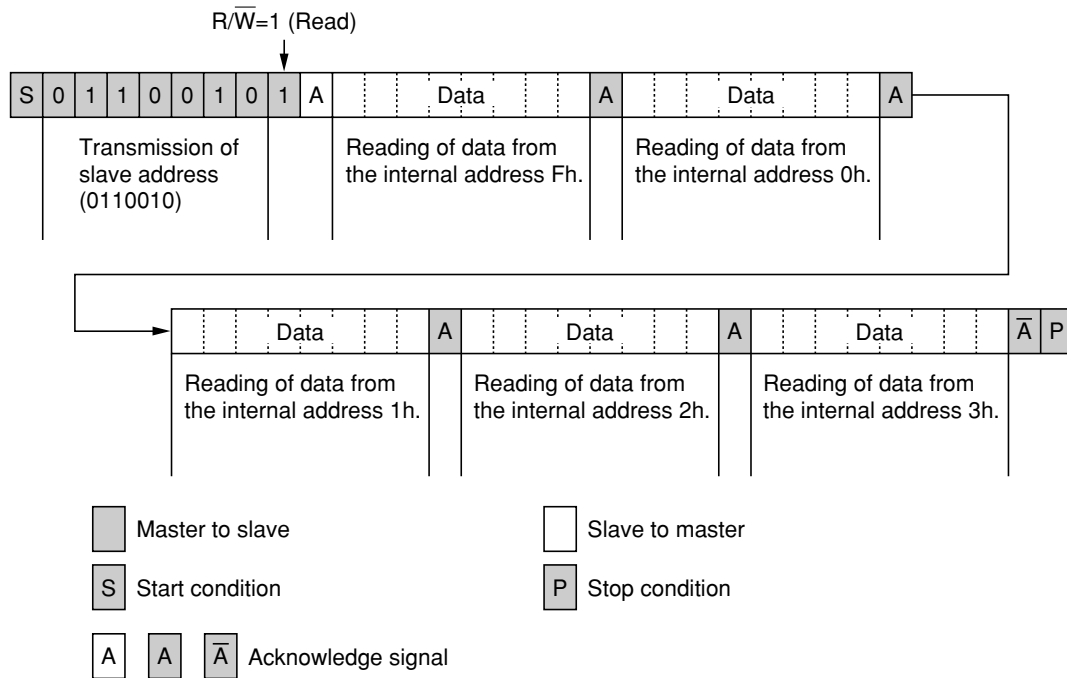 R/W̅=1 (Read)
S 0 1 1 0 0 1 0 1 A Data A Data A
Transmission of
slave address
(0110010)
Reading of data from
the internal address Fh.
Reading of data from
the internal address 0h.
Data A Data A Data A̅ P
Reading of data from
the internal address 1h.
Reading of data from
the internal address 2h.
Reading of data from
the internal address 3h.
Master to slave
Slave to master
S Start condition
P Stop condition
A A A̅ Acknowledge signal